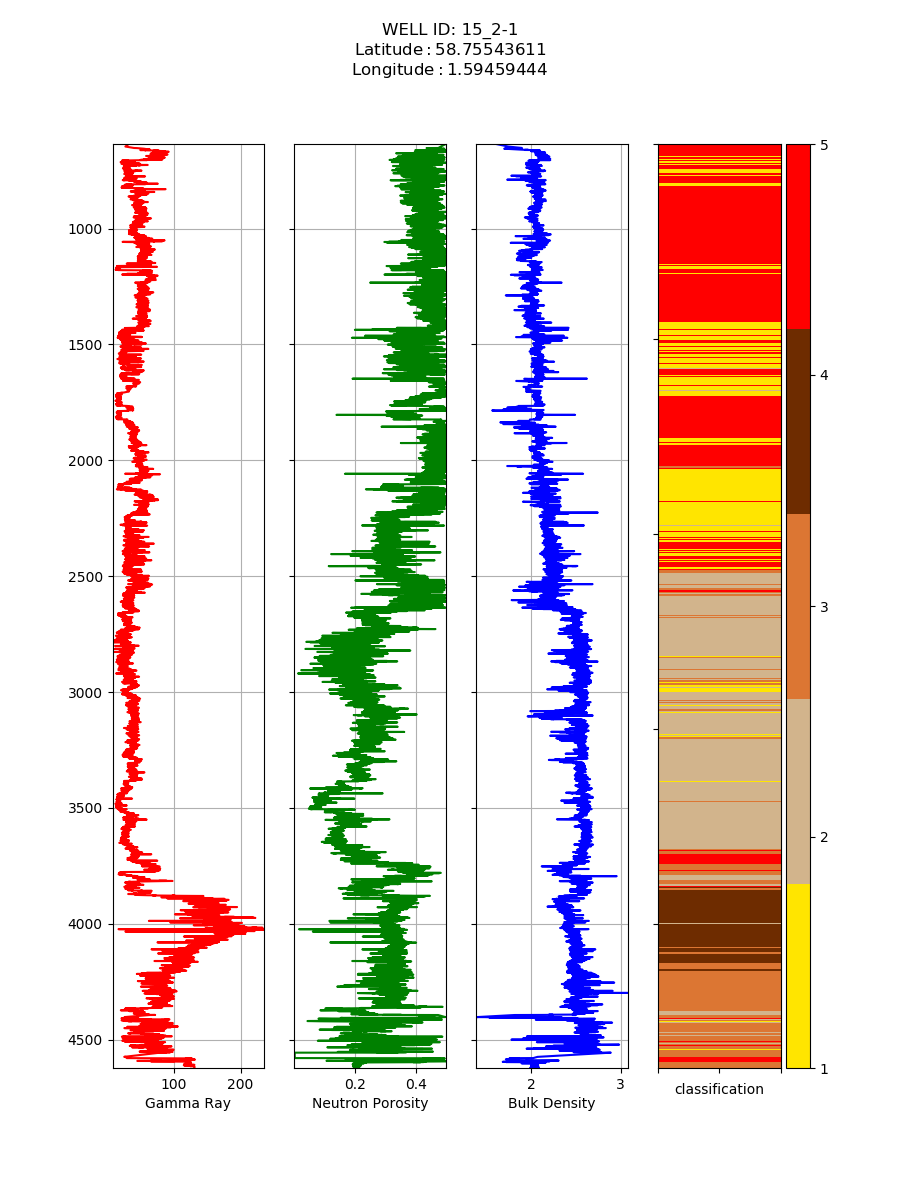 WELL ID: 15_2-1
Latitude : 58.75543611
Longitude : 1.59459444
1000
1500
2000
2500
3000
3500
4000
4500
100 200
Gamma Ray
0.2 0.4
Neutron Porosity
2 3
Bulk Density
classification
5
4
3
2
1